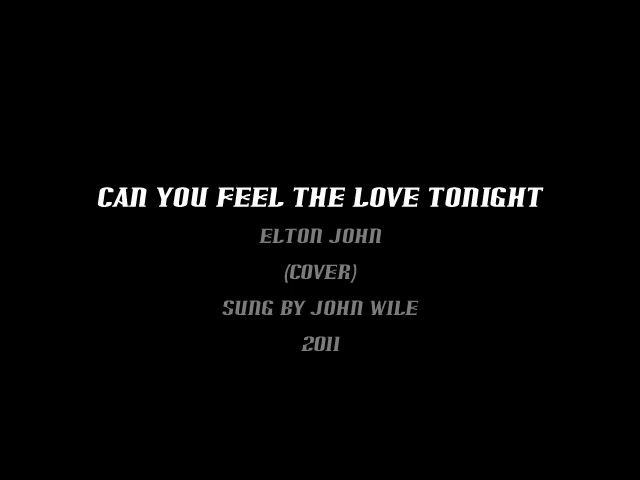 CAN YOU FEEL THE LOVE TONIGHT
ELTON JOHN
(COVER)
SUNG BY JOHN WILE
2011